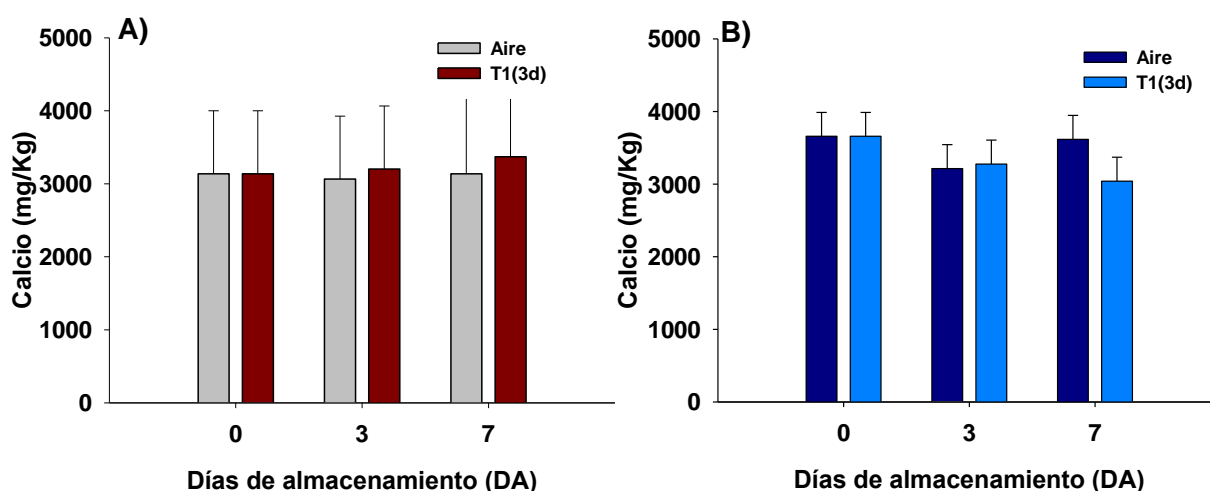 A)
Aire
T1(3d)
5000
4000
3000
2000
1000
0
Calcio (mg/Kg)
0 3 7
Días de almacenamiento (DA)
B)
Aire
T1(3d)
5000
4000
3000
2000
1000
0
Calcio (mg/Kg)
0 3 7
Días de almacenamiento (DA)